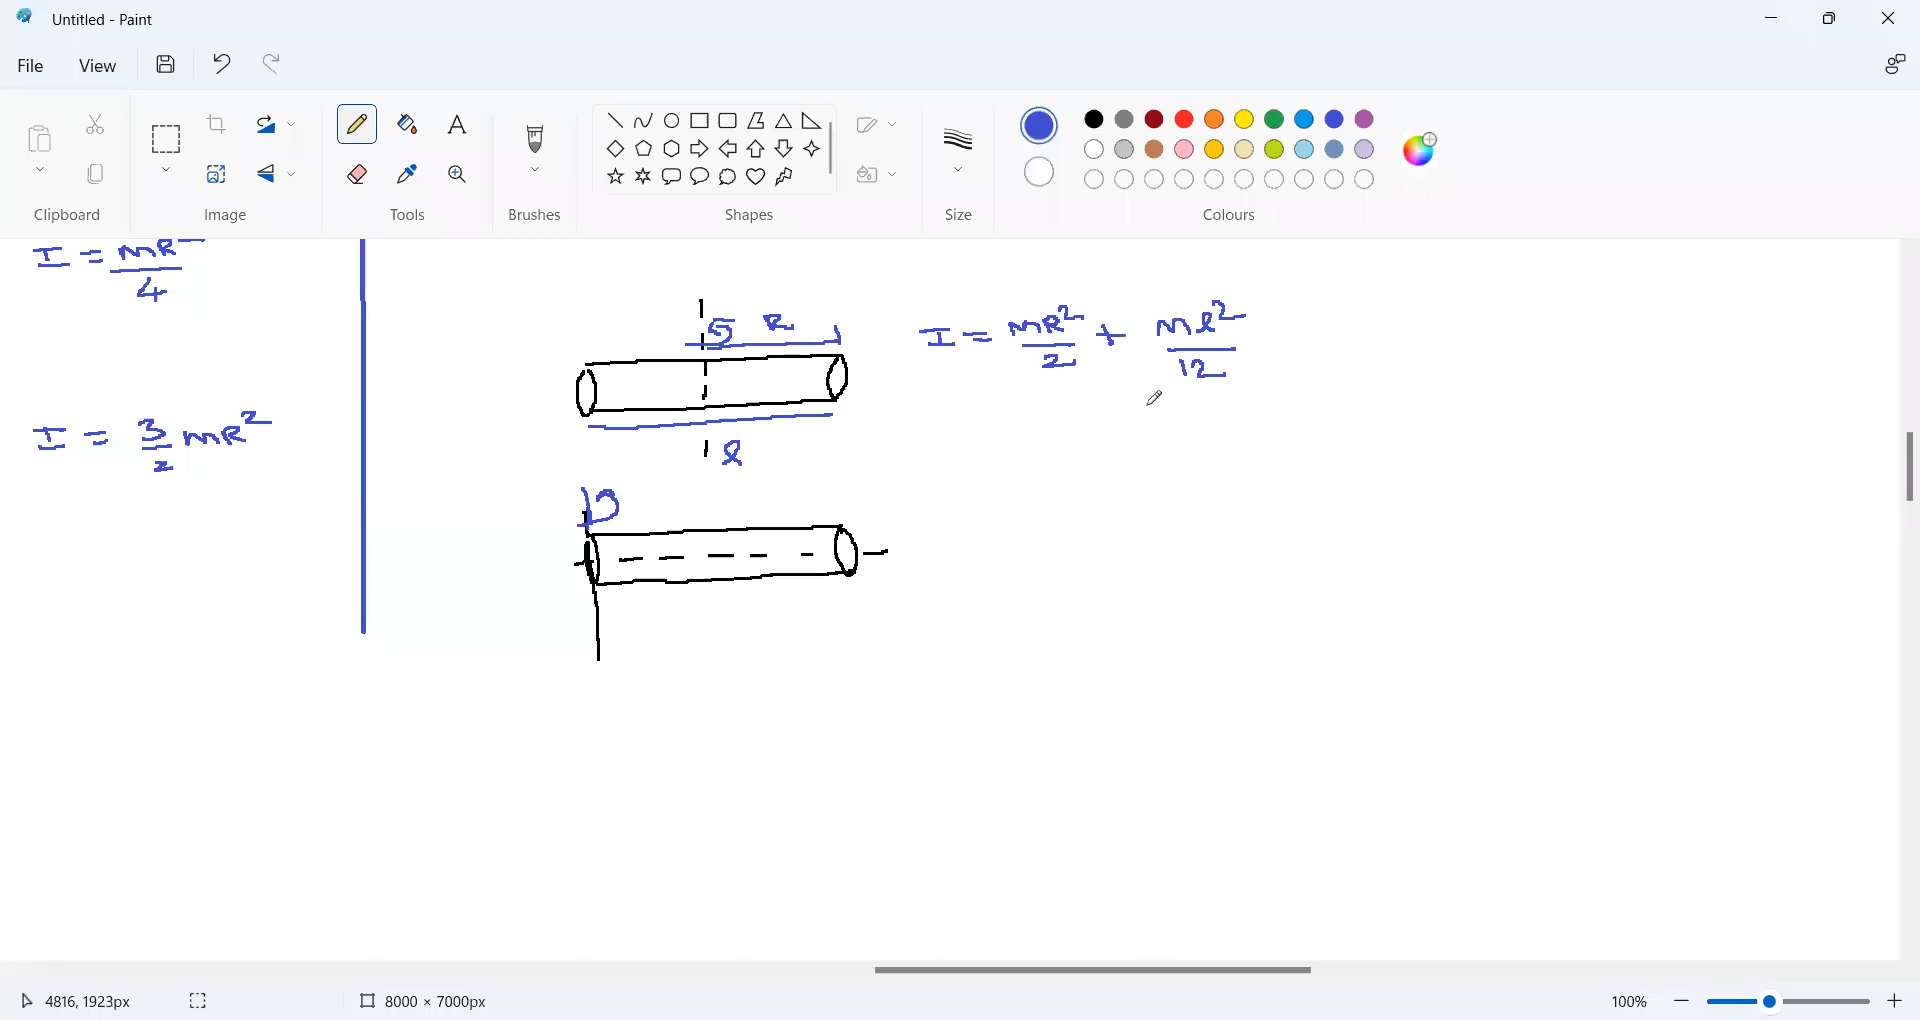 Untitled - Paint
File View
Clipboard Image Tools Brushes Shapes Size Colours
I = mR²/4
R
I = mR²/2 + ml²/12
I = 3/2 mR²
l
4816, 1923px 8000 × 7000px 100%